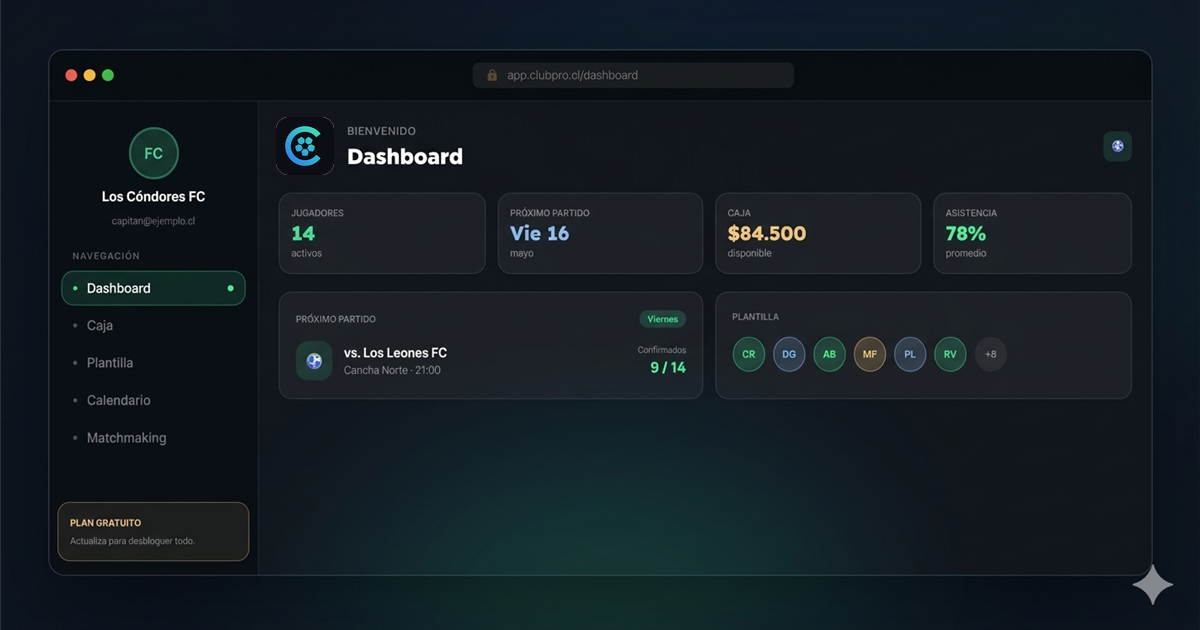 app.clubpro.cl/dashboard
FC
Los Cóndores FC
capitan@ejemplo.cl
NAVEGACIÓN
Dashboard
Caja
Plantilla
Calendario
Matchmaking
PLAN GRATUITO
Actualiza para desbloquer todo.
BIENVENIDO
Dashboard
JUGADORES
14
activos
PRÓXIMO PARTIDO
Vie 16
mayo
CAJA
$84.500
disponible
ASISTENCIA
78%
promedio
PRÓXIMO PARTIDO
Viernes
vs. Los Leones FC
Cancha Norte · 21:00
Confirmados
9 / 14
PLANTILLA
CR DG AB MF PL RV +8